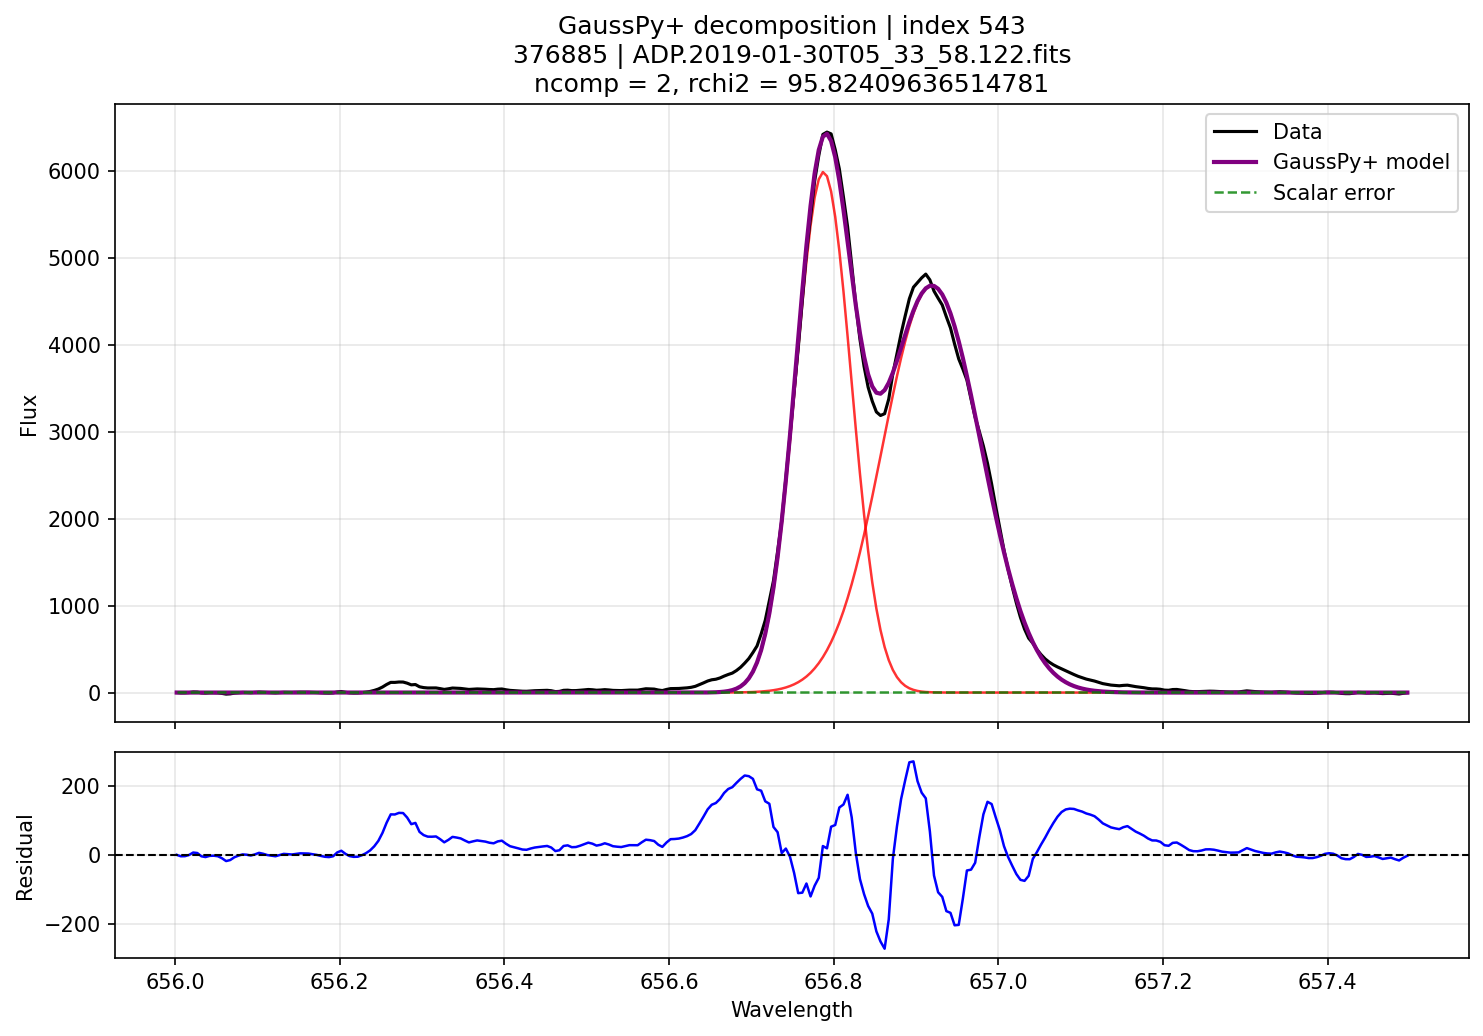 GaussPy+ decomposition | index 543
376885 | ADP.2019-01-30T05_33_58.122.fits
ncomp = 2, rchi2 = 95.82409636514781
Data
GaussPy+ model
Scalar error
6000
5000
4000
3000
2000
1000
0
Flux
200
0
−200
Residual
656.0
656.2
656.4
656.6
656.8
657.0
657.2
657.4
Wavelength